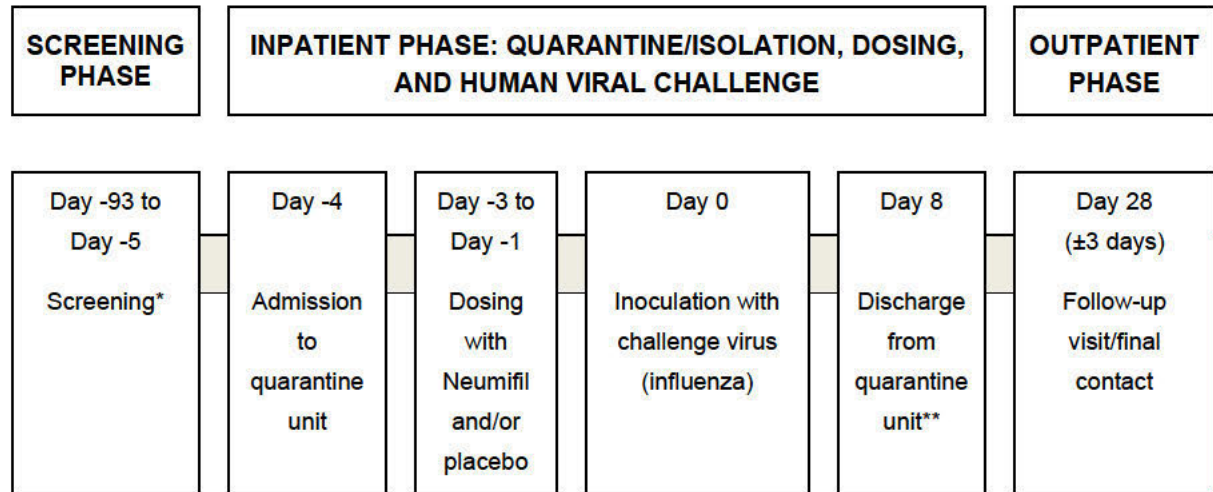 SCREENING
PHASE
INPATIENT PHASE: QUARANTINE/ISOLATION, DOSING,
AND HUMAN VIRAL CHALLENGE
OUTPATIENT
PHASE
Day -93 to
Day -5
Screening*
Day -4
Admission
to
quarantine
unit
Day -3 to
Day -1
Dosing
with
Neumifil
and/or
placebo
Day 0
Inoculation with
challenge virus
(influenza)
Day 8
Discharge
from
quarantine
unit**
Day 28
(±3 days)
Follow-up
visit/final
contact